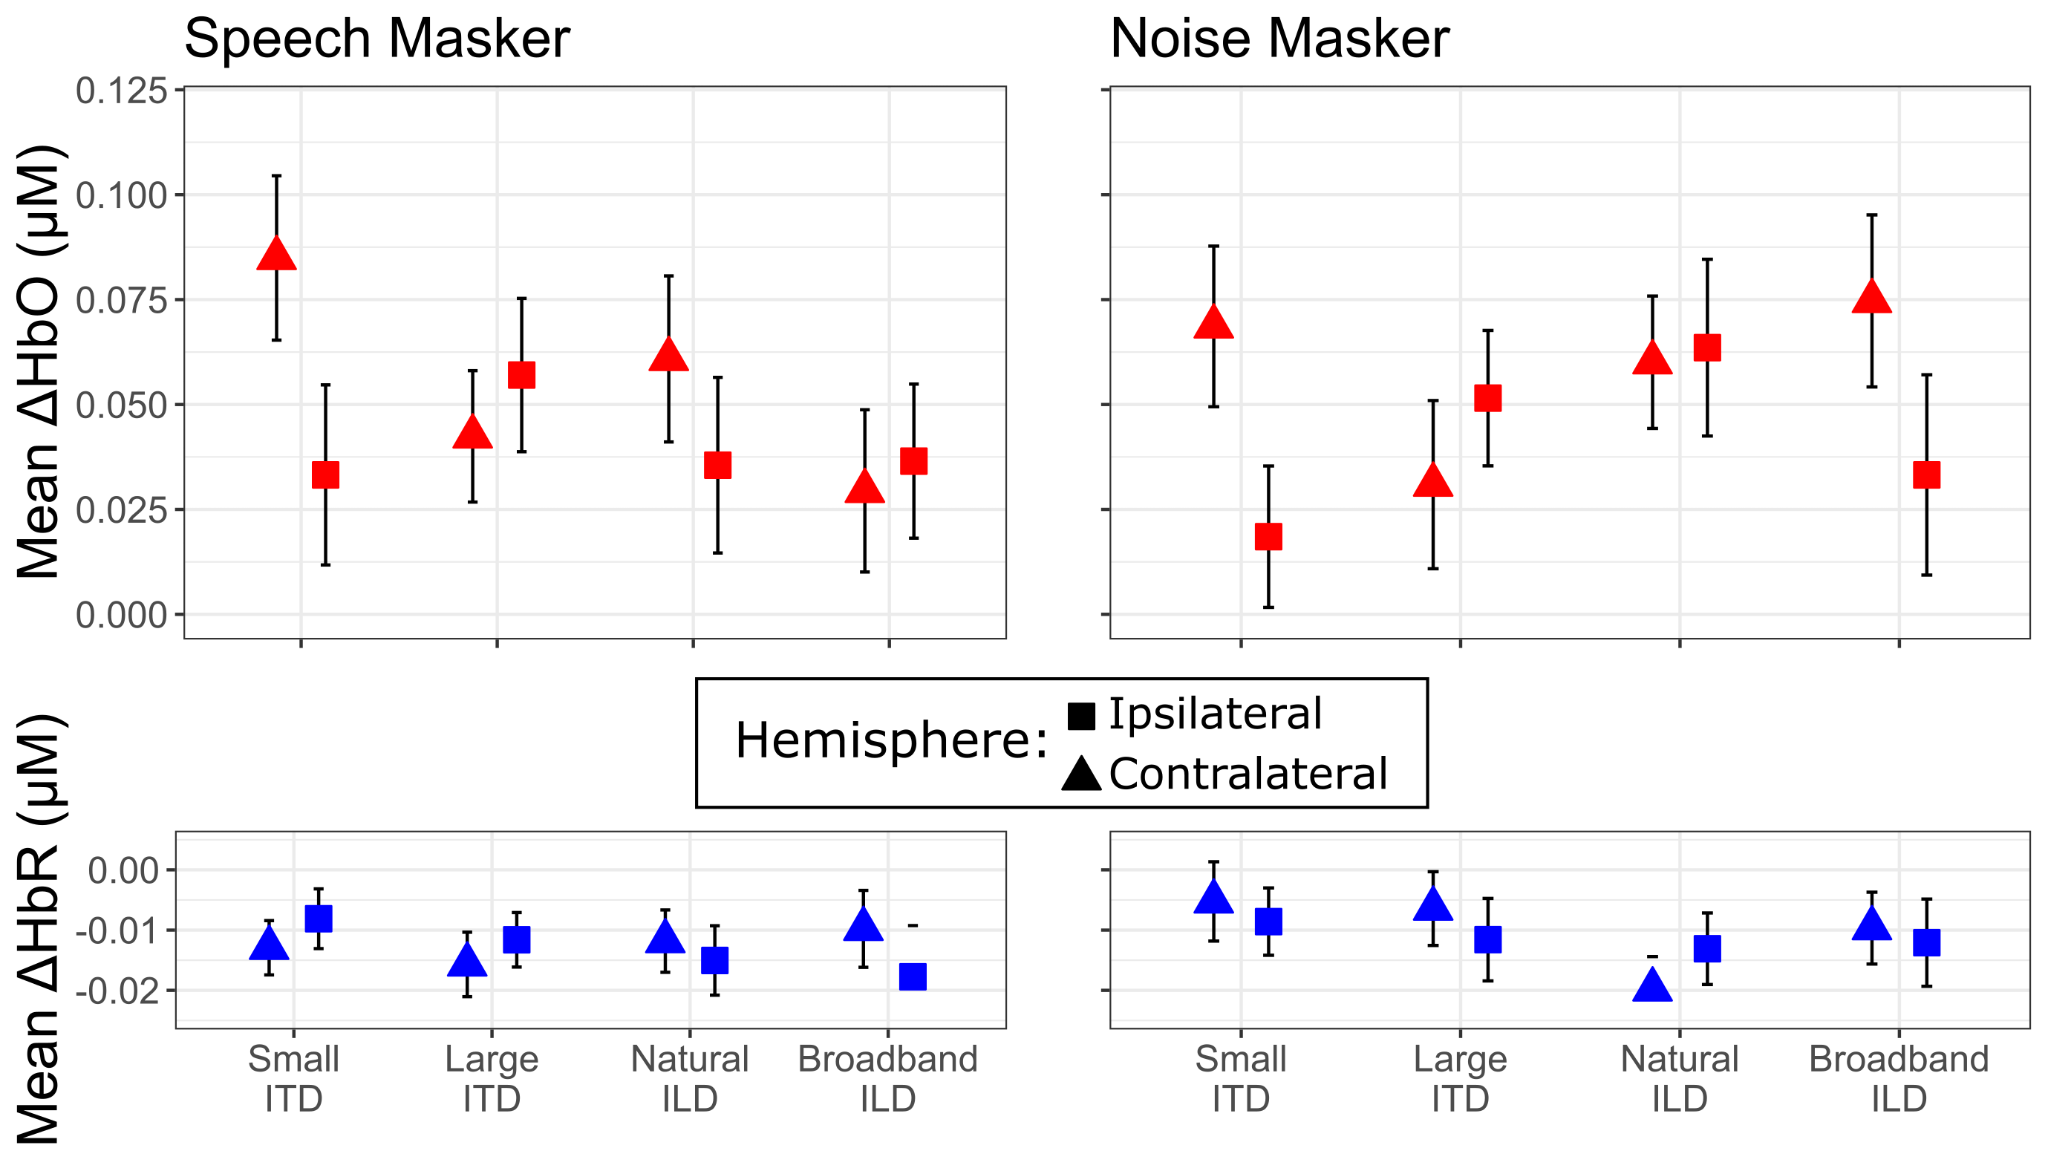 Speech Masker
Noise Masker
Mean ΔHbO (μM)
0.125
0.100
0.075
0.050
0.025
0.000
Hemisphere:
Ipsilateral
Contralateral
Mean ΔHbR (μM)
0.00
-0.01
-0.02
Small
ITD
Large
ITD
Natural
ILD
Broadband
ILD
Small
ITD
Large
ITD
Natural
ILD
Broadband
ILD